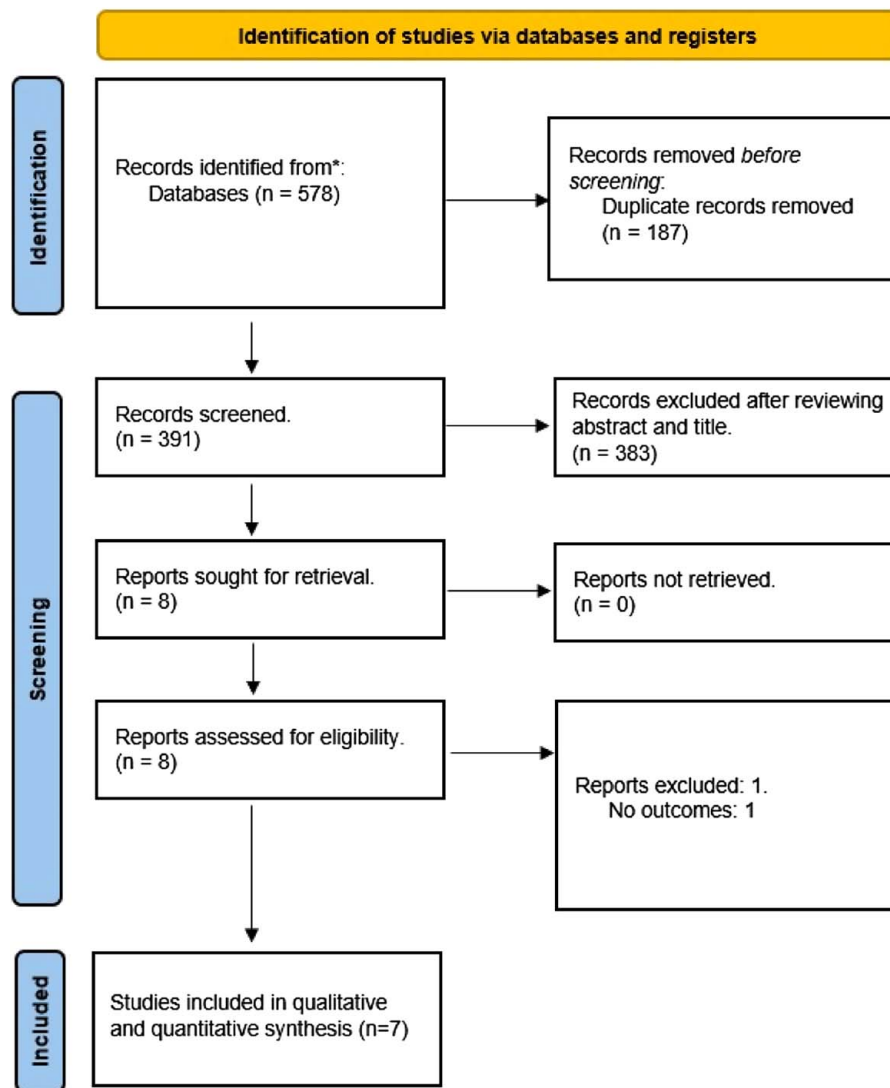 Identification of studies via databases and registers
Identification
Records identified from*:
Databases (n = 578)
Records removed before
screening:
Duplicate records removed
(n = 187)
Screening
Records screened.
(n = 391)
Records excluded after reviewing
abstract and title.
(n = 383)
Reports sought for retrieval.
(n = 8)
Reports not retrieved.
(n = 0)
Reports assessed for eligibility.
(n = 8)
Reports excluded: 1.
No outcomes: 1
Included
Studies included in qualitative
and quantitative synthesis (n=7)